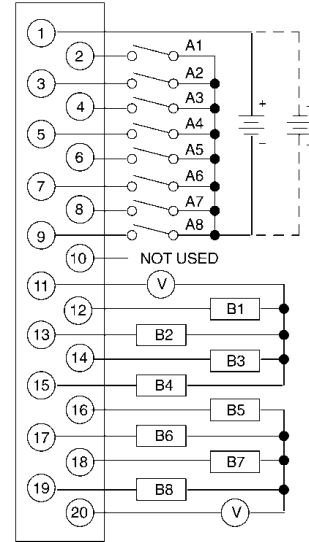 1
+
2 A1
3 A2
4 A3
5 A4
6 A5
7 A6
8 A7
9 A8
10 NOT USED
11 V
12 B1
13 B2
14 B3
15 B4
16 B5
17 B6
18 B7
19 B8
20 V